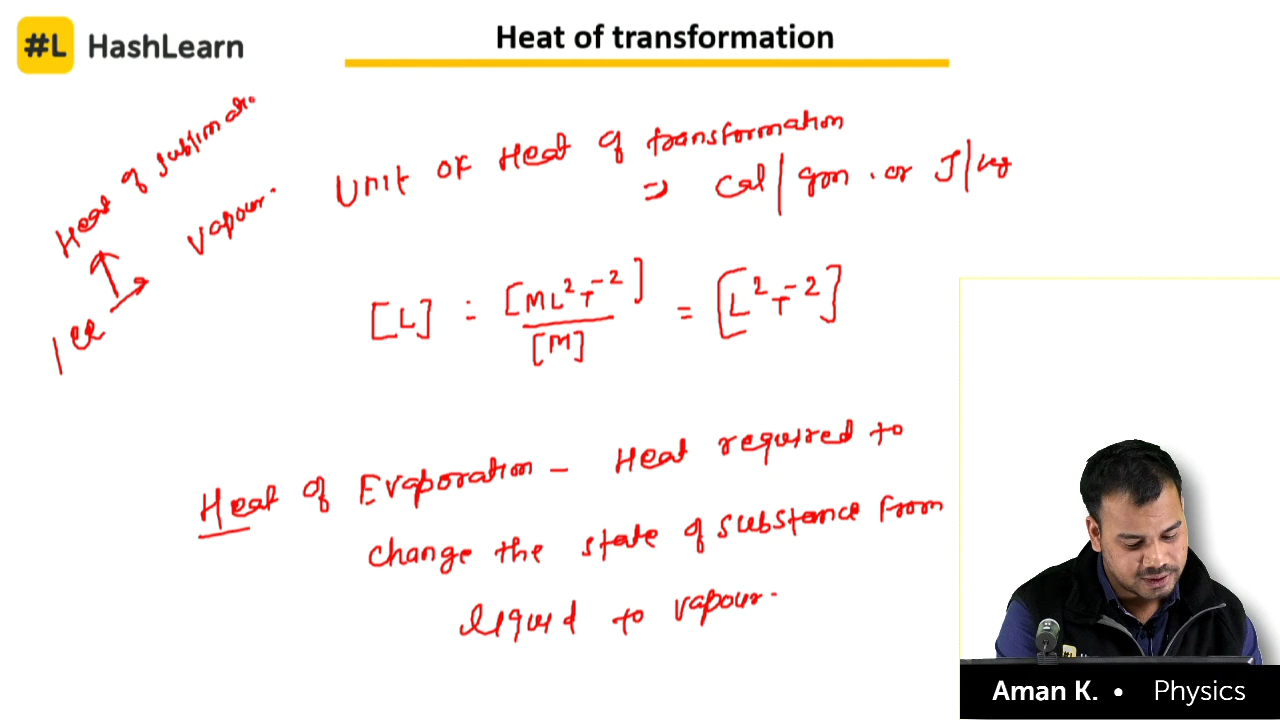 #L HashLearn
Heat of transformation
Heat of sublimatn.
Ice → vapour.
Unit of Heat of transformation
⇒ Cal/gm. or J/kg
[L] = [ML²T⁻²] / [M] = [L²T⁻²]
Heat of Evaporation – Heat required to
change the state of substance from
liquid to vapour.
Aman K. • Physics